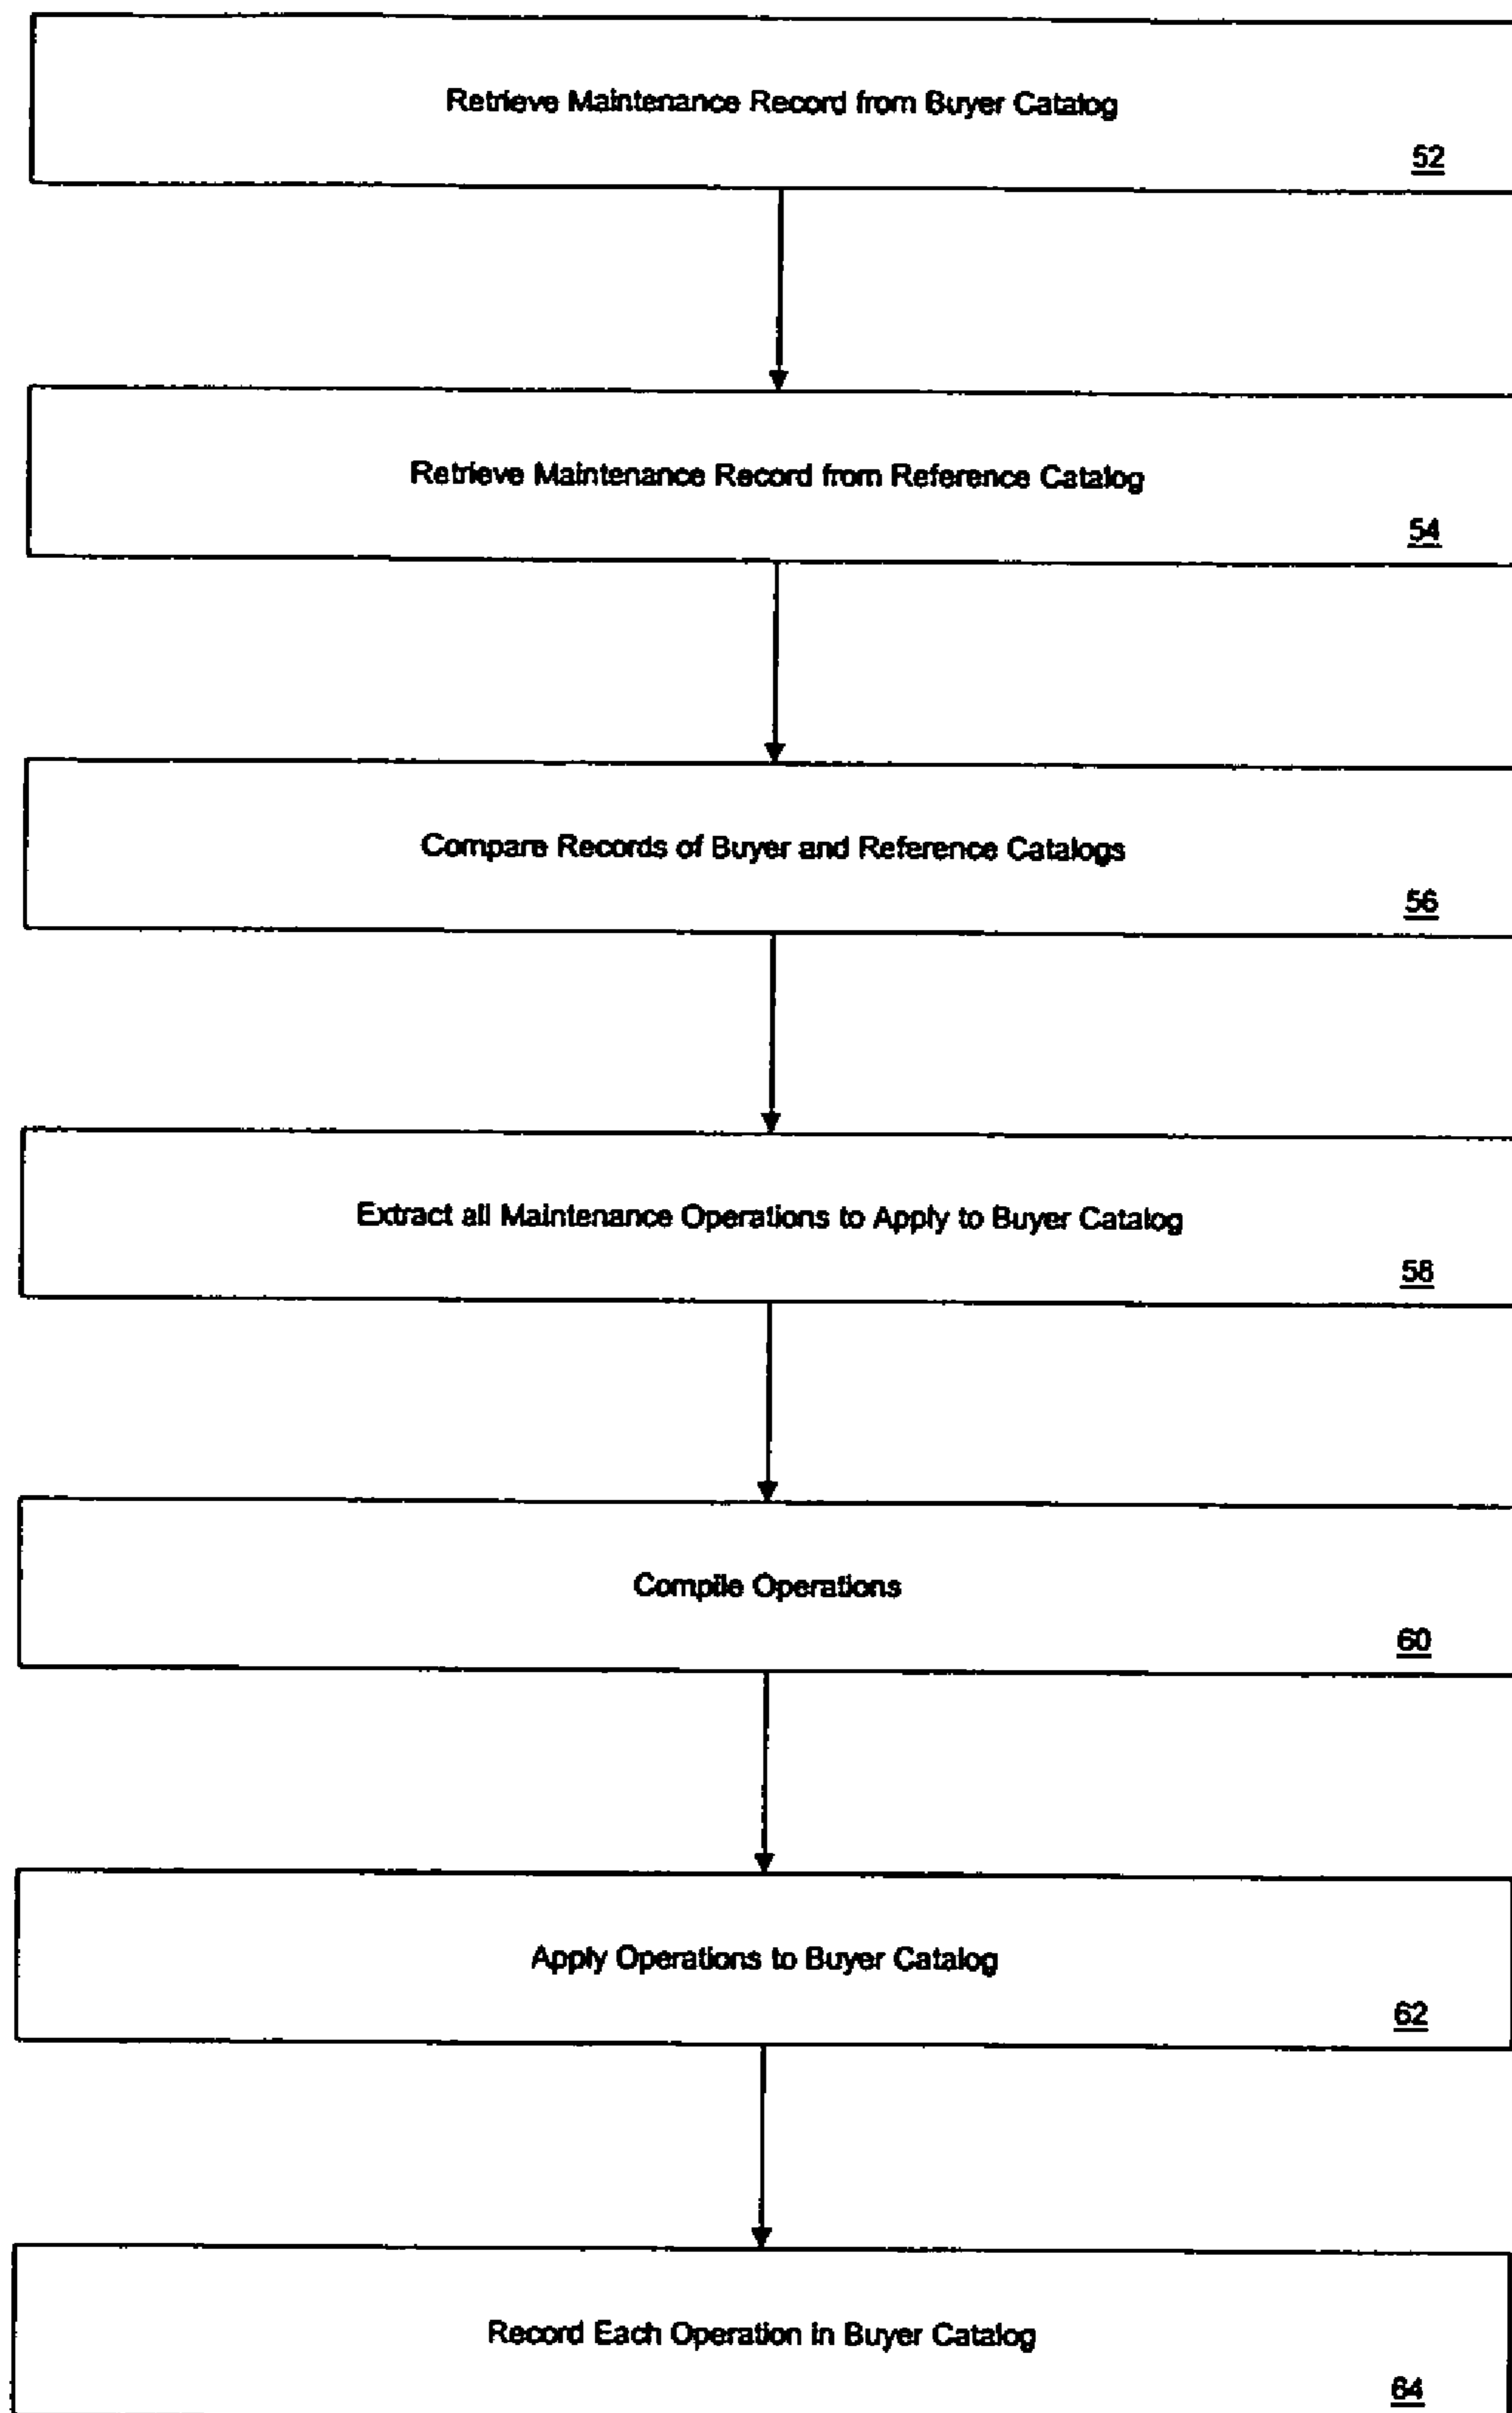 Retrieve Maintenance Record from Buyer Catalog
52
Retrieve Maintenance Record from Reference Catalog
54
Compare Records of Buyer and Reference Catalogs
56
Extract all Maintenance Operations to Apply to Buyer Catalog
58
Compile Operations
60
Apply Operations to Buyer Catalog
62
Record Each Operation in Buyer Catalog
64